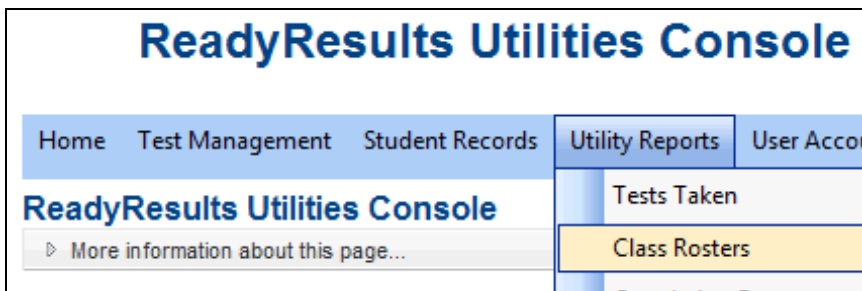 ReadyResults Utilities Console
Home Test Management Student Records Utility Reports User
ReadyResults Utilities Console
Tests Taken
More information about this page...
Class Rosters